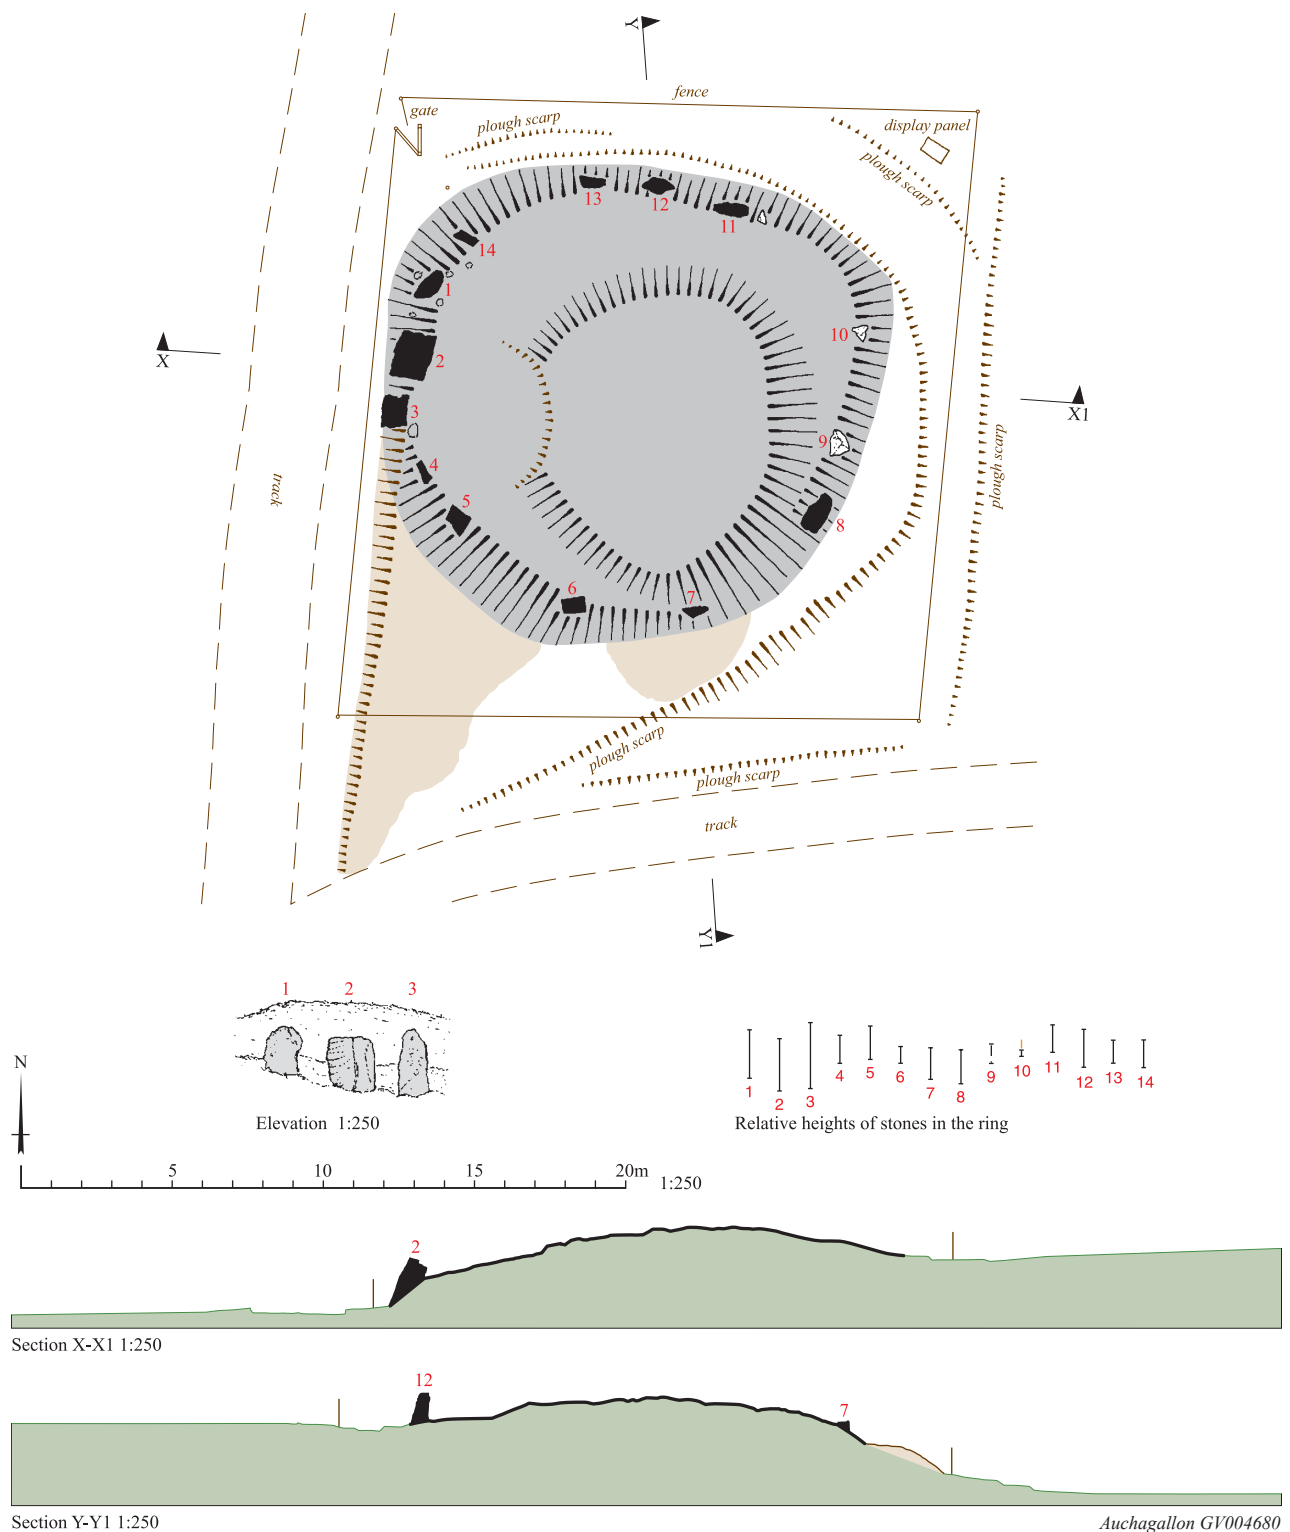 Y
fence
gate
plough scarp
display panel
plough scarp
13
12
11
14
1
10
X
2
3
X1
9
4
plough scarp
track
5
8
6
7
plough scarp
plough scarp
track
Y1
1 2 3
N
1 2 3 4 5 6 7 8 9 10 11 12 13 14
Elevation 1:250
Relative heights of stones in the ring
5 10 15 20m 1:250
2
Section X-X1 1:250
12
7
Section Y-Y1 1:250
Auchagallon GV004680